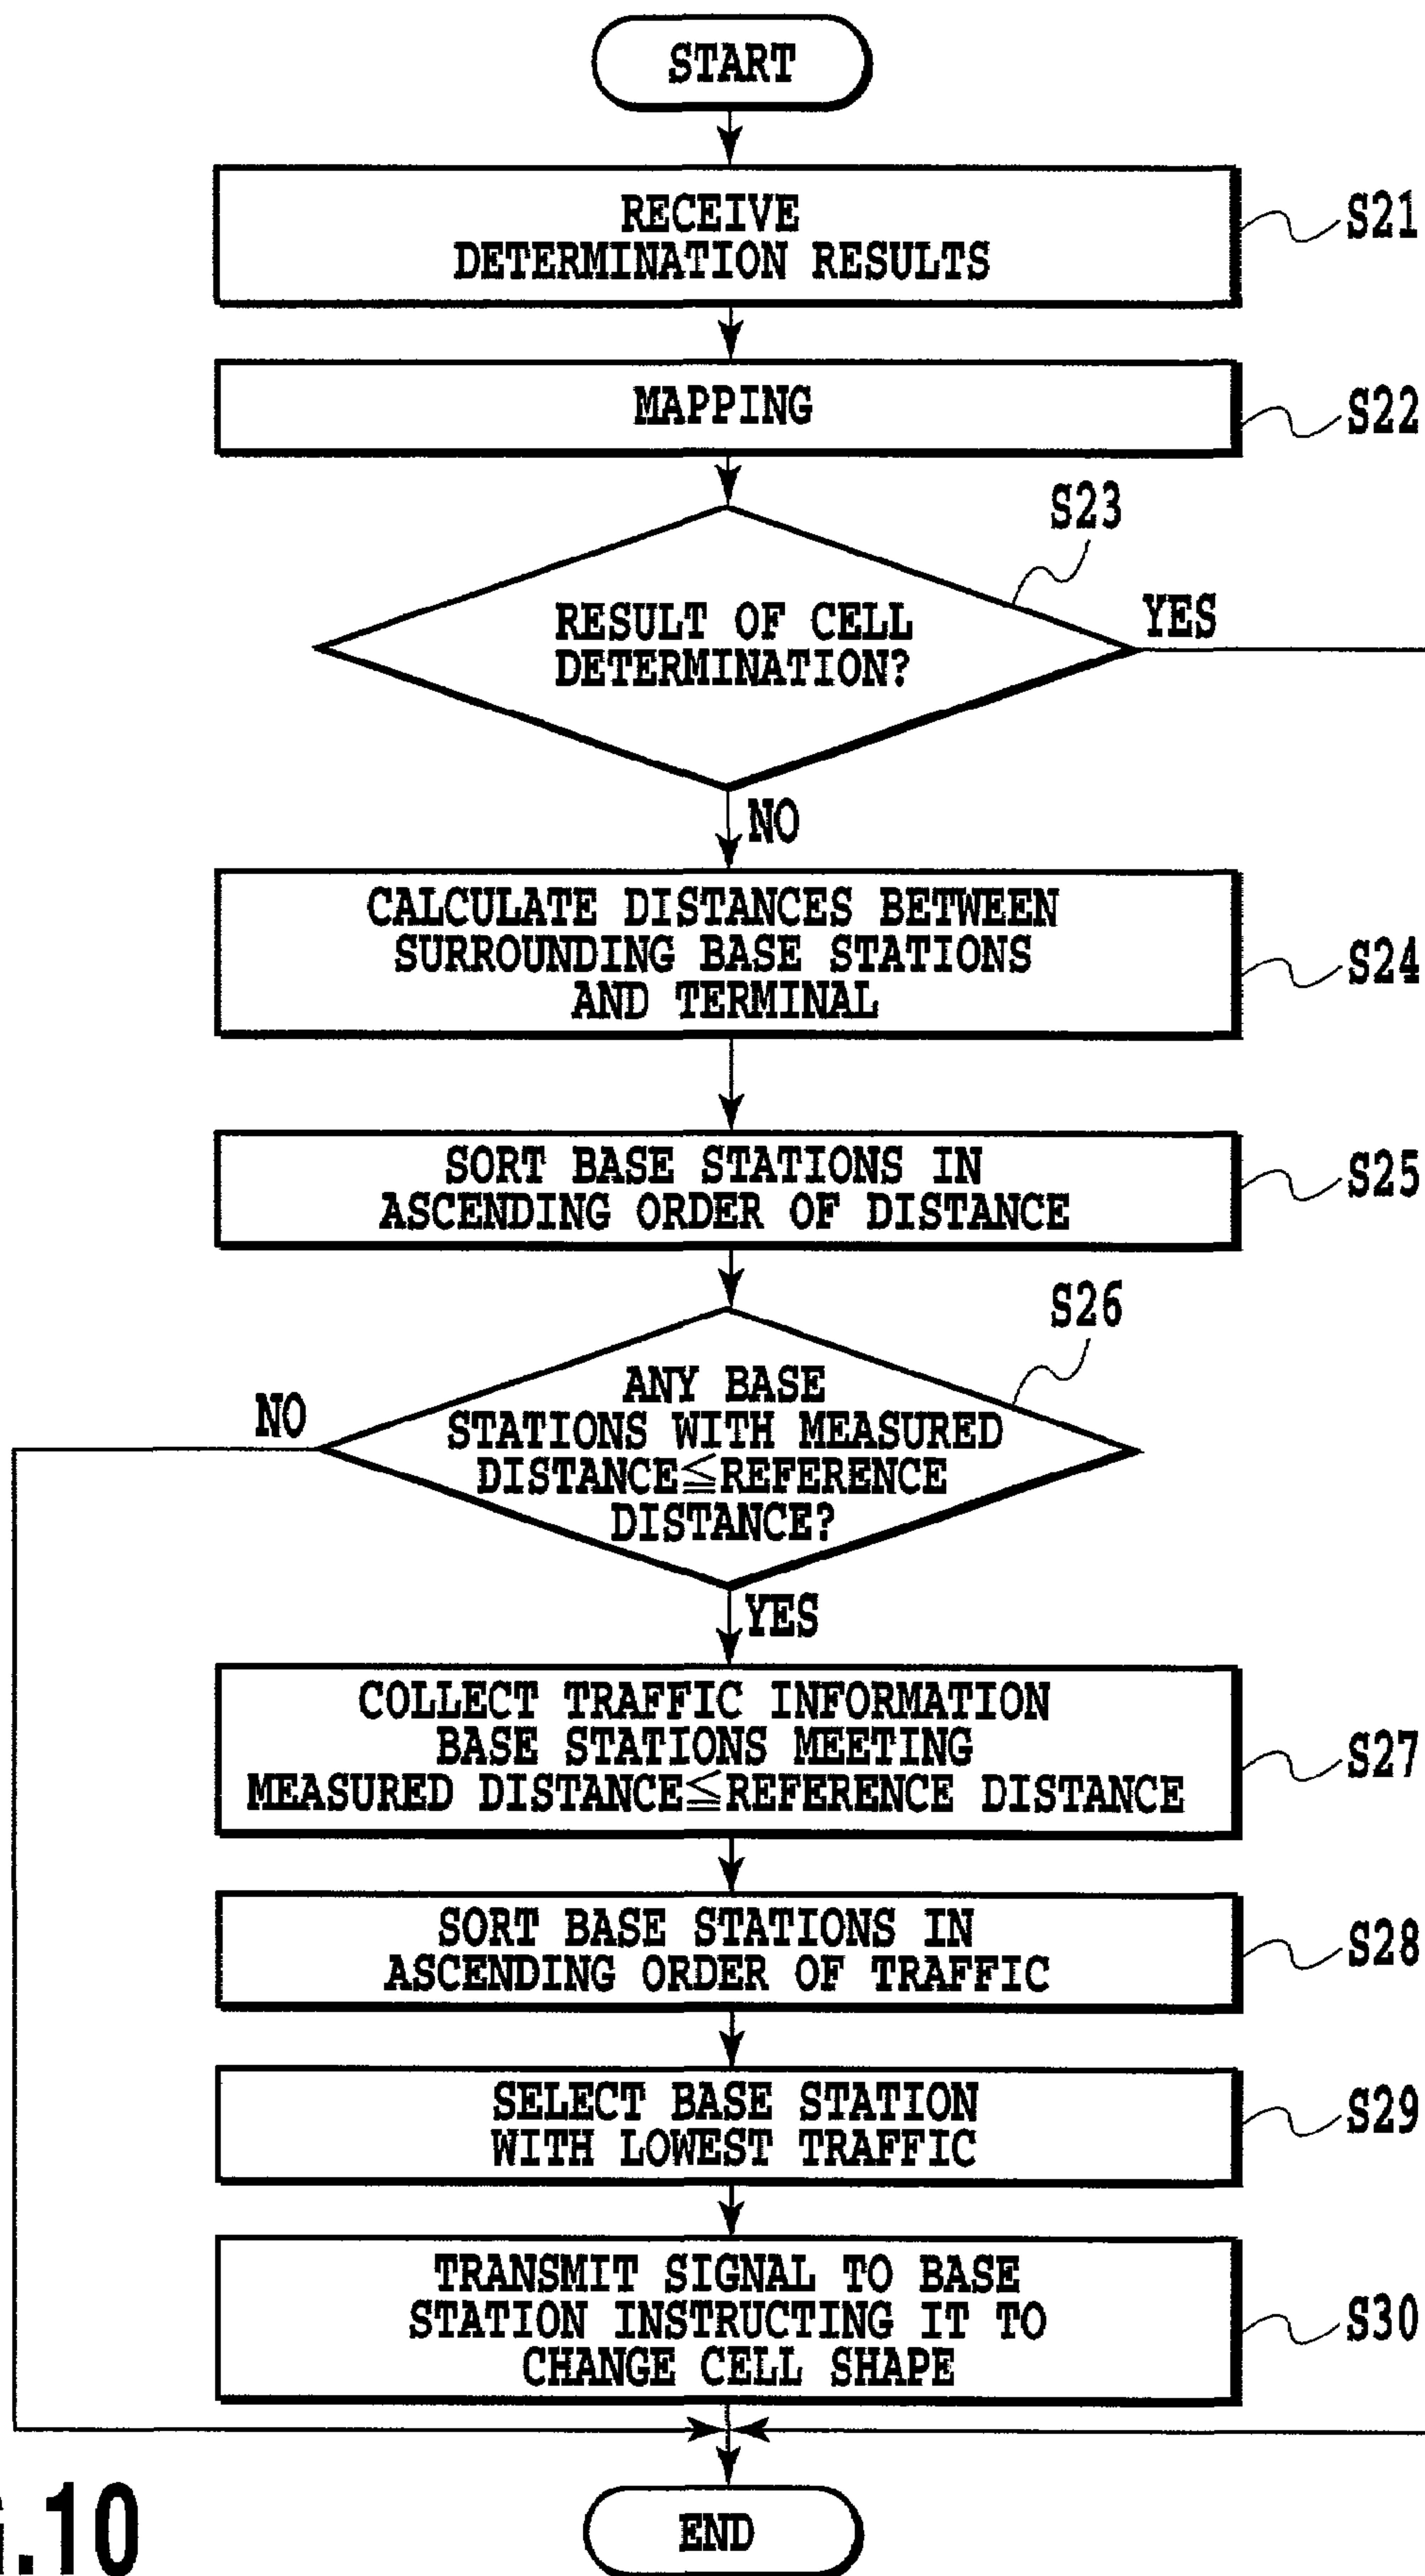 START
RECEIVE
DETERMINATION RESULTS
S21
MAPPING
S22
S23
RESULT OF CELL
DETERMINATION?
YES
NO
CALCULATE DISTANCES BETWEEN
SURROUNDING BASE STATIONS
AND TERMINAL
S24
SORT BASE STATIONS IN
ASCENDING ORDER OF DISTANCE
S25
S26
ANY BASE
STATIONS WITH MEASURED
DISTANCE≦REFERENCE
DISTANCE?
NO
YES
COLLECT TRAFFIC INFORMATION
BASE STATIONS MEETING
MEASURED DISTANCE≦REFERENCE DISTANCE
S27
SORT BASE STATIONS IN
ASCENDING ORDER OF TRAFFIC
S28
SELECT BASE STATION
WITH LOWEST TRAFFIC
S29
TRANSMIT SIGNAL TO BASE
STATION INSTRUCTING IT TO
CHANGE CELL SHAPE
S30
END
.10